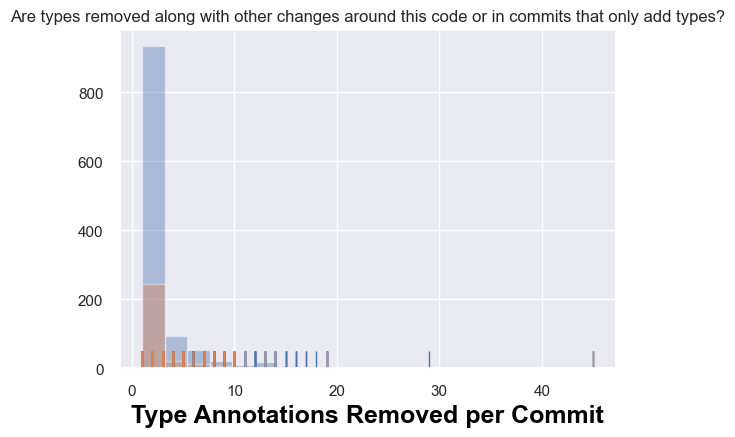 Are types removed along with other changes around this code or in commits that only add types?
800
600
400
200
0
0 10 20 30 40
Type Annotations Removed per Commit